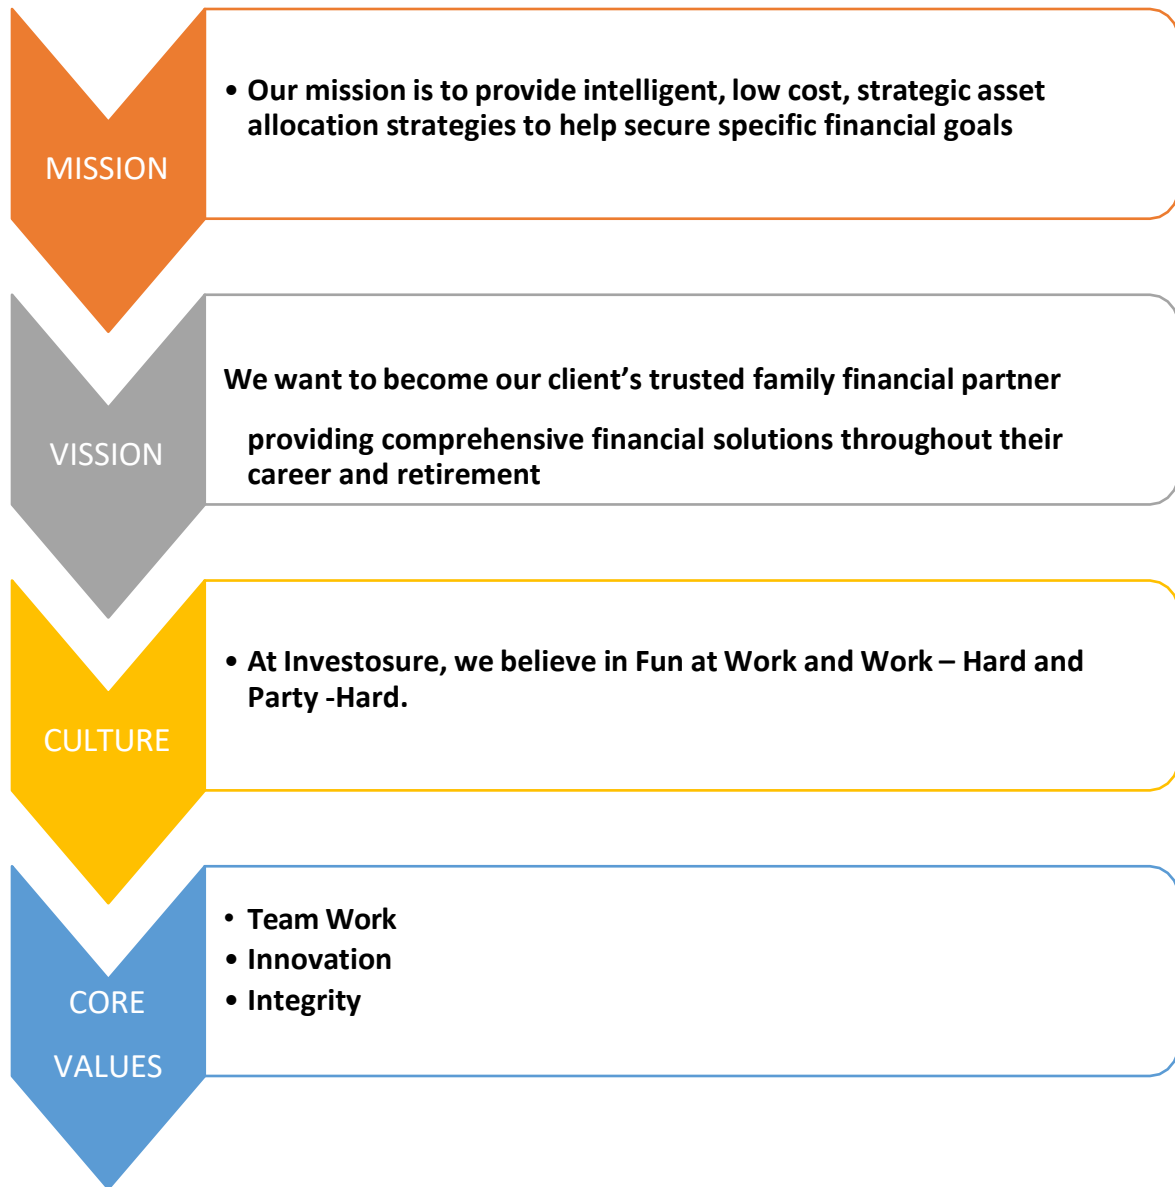 MISSION
• Our mission is to provide intelligent, low cost, strategic asset
allocation strategies to help secure specific financial goals
VISSION
We want to become our client’s trusted family financial partner
providing comprehensive financial solutions throughout their
career and retirement
CULTURE
• At Investosure, we believe in Fun at Work and Work – Hard and
Party -Hard.
CORE
VALUES
• Team Work
• Innovation
• Integrity